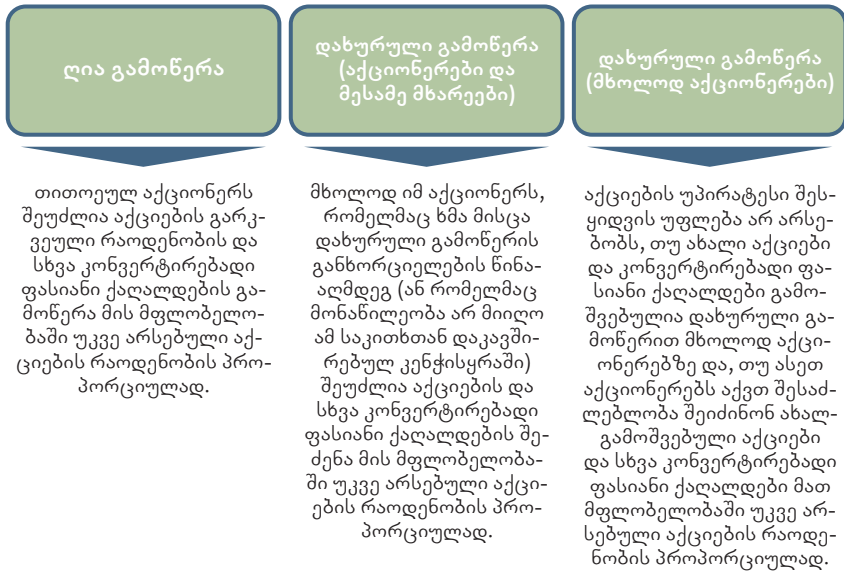 ღია გამოწერა
თითოეულ აქციონერს
შეუძლია აქციების გარკ-
ვეული რაოდენობის და
სხვა კონვერტირებადი
ფასიანი ქაღალდების გა-
მოწერა მის მფლობელო-
ბაში უკვე არსებული აქ-
ციების რაოდენობის პრო-
პორციულად.
დახურული გამოწერა
(აქციონერები და
მესამე მხარეები)
მხოლოდ იმ აქციონერს,
რომელმაც ხმა მისცა
დახურული გამოწერის
განხორციელების წინა-
აღმდეგ (ან რომელმაც
მონაწილეობა არ მიიღო
ამ საკითხთან დაკავში-
რებულ კენჭისყრაში)
შეუძლია აქციების და
სხვა კონვერტირებადი
ფასიანი ქაღალდების შე-
ძენა მის მფლობელობა-
ში უკვე არსებული აქცი-
ების რაოდენობის პრო-
პორციულად.
დახურული გამოწერა
(მხოლოდ აქციონერები)
აქციების უპირატესი შეს-
ყიდვის უფლება არ არსე-
ბობს, თუ ახალი აქციები
და კონვერტირებადი ფა-
სიანი ქაღალდები გამო-
შვებულია დახურული გა-
მოწერით მხოლოდ აქცი-
ონერებზე და, თუ ასეთ
აქციონერებს აქვთ შესაძ-
ლებლობა შეიძინონ ახალ-
გამოშვებული აქციები
და სხვა კონვერტირებადი
ფასიანი ქაღალდები მათ
მფლობელობაში უკვე არ-
სებული აქციების რაოდე-
ნობის პროპორციულად.